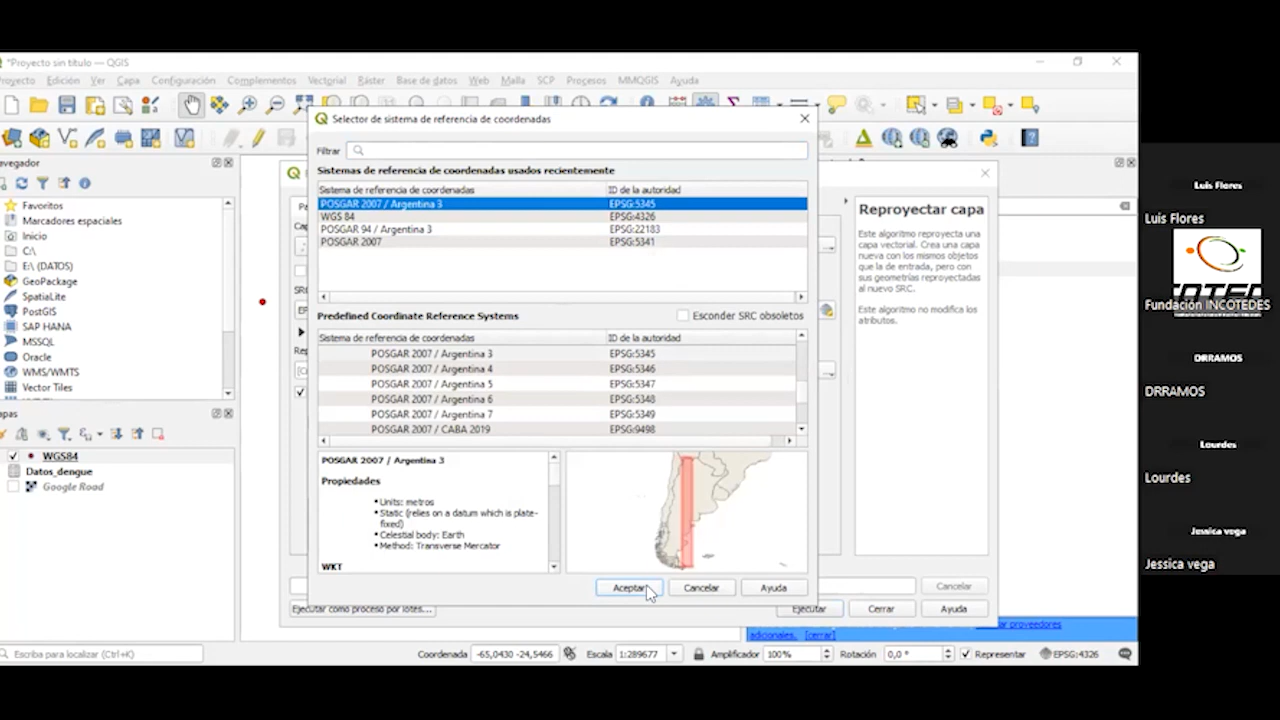 *Proyecto sin título — QGIS
royecto Edición Ver Capa Configuración Complementos Vectorial Ráster Base de datos Web Malla SCP Procesos MMQGIS Ayuda
Selector de sistema de referencia de coordenadas
Filtrar
Sistemas de referencia de coordenadas usados recientemente
Sistema de referencia de coordenadas ID de la autoridad
POSGAR 2007 / Argentina 3 EPSG:5345
WGS 84 EPSG:4326
POSGAR 94 / Argentina 3 EPSG:22183
POSGAR 2007 EPSG:5341
Predefined Coordinate Reference Systems Esconder SRC obsoletos
Sistema de referencia de coordenadas ID de la autoridad
POSGAR 2007 / Argentina 3 EPSG:5345
POSGAR 2007 / Argentina 4 EPSG:5346
POSGAR 2007 / Argentina 5 EPSG:5347
POSGAR 2007 / Argentina 6 EPSG:5348
POSGAR 2007 / Argentina 7 EPSG:5349
POSGAR 2007 / CABA 2019 EPSG:9498
POSGAR 2007 / Argentina 3
Propiedades
Units: metros
Static (relies on a datum which is plate-
fixed)
Celestial body: Earth
Method: Transverse Mercator
WKT
Aceptar Cancelar Ayuda
avegador
Favoritos
Marcadores espaciales
Inicio
C:\
E:\ (DATOS)
GeoPackage
SpatiaLite
PostGIS
SAP HANA
MSSQL
Oracle
WMS/WMTS
Vector Tiles
apas
WGS84
Datos_dengue
Google Road
Reproyectar capa
Este algoritmo reproyecta una
capa vectorial. Crea una capa
nueva con los mismos objetos
que la de entrada, pero con
sus geometrías reproyectadas
al nuevo SRC.
Este algoritmo no modifica los
atributos.
Cancelar
Ejecutar como proceso por lotes... Ejecutar Cerrar Ayuda
ar proveedores
adicionales. [cerrar]
Escriba para localizar (Ctrl+K) Coordenada -65,0430 -24,5466 Escala 1:289677 Amplificador 100% Rotación 0,0 ° Representar EPSG:4326
Luis Flores
Luis Flores
Fundación INCOTEDES
DRRAMOS
DRRAMOS
Lourdes
Lourdes
Jessica vega
Jessica vega